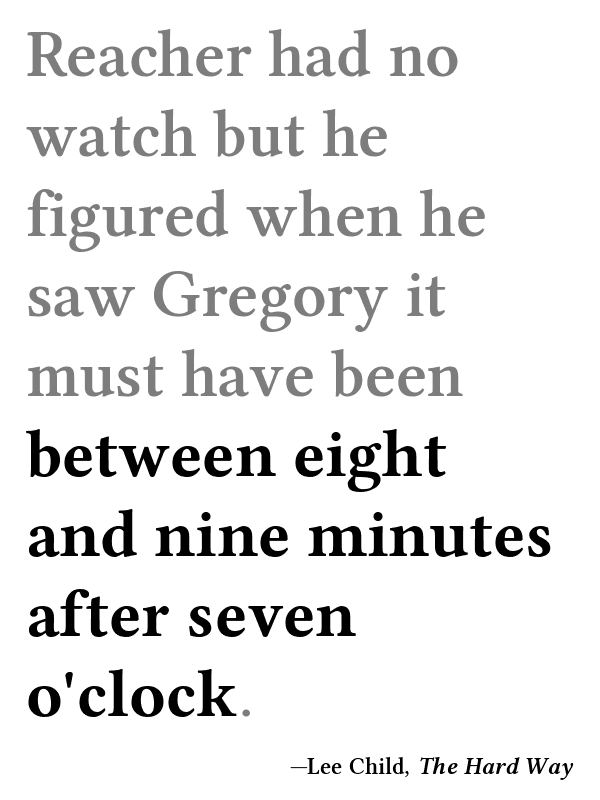 Reacher had no
watch but he
figured when he
saw Gregory it
must have been
between eight
and nine minutes
after seven
o'clock.
—Lee Child, The Hard Way